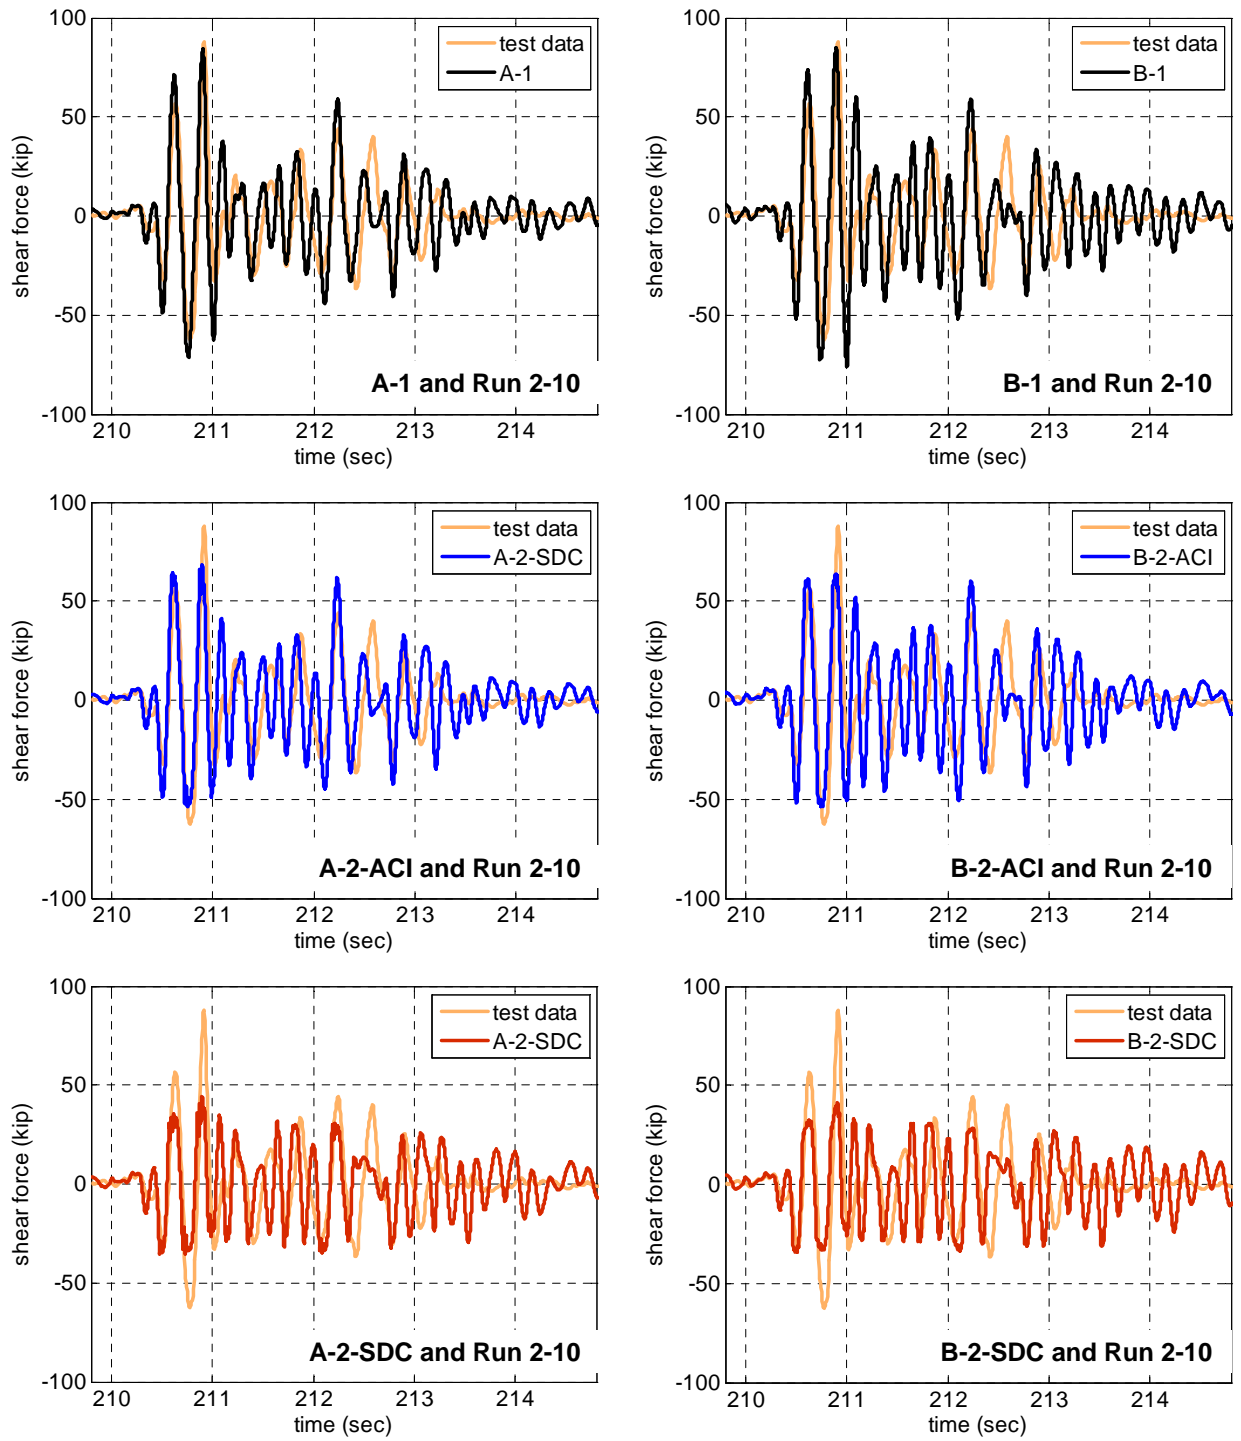 100
50
0
-50
-100
shear force (kip)
test data
A-1
A-1 and Run 2-10
210 211 212 213 214
time (sec)
100
50
0
-50
-100
shear force (kip)
test data
B-1
B-1 and Run 2-10
210 211 212 213 214
time (sec)
100
50
0
-50
-100
shear force (kip)
test data
A-2-SDC
A-2-ACI and Run 2-10
210 211 212 213 214
time (sec)
100
50
0
-50
-100
shear force (kip)
test data
B-2-ACI
B-2-ACI and Run 2-10
210 211 212 213 214
time (sec)
100
50
0
-50
-100
shear force (kip)
test data
A-2-SDC
A-2-SDC and Run 2-10
210 211 212 213 214
time (sec)
100
50
0
-50
-100
shear force (kip)
test data
B-2-SDC
B-2-SDC and Run 2-10
210 211 212 213 214
time (sec)